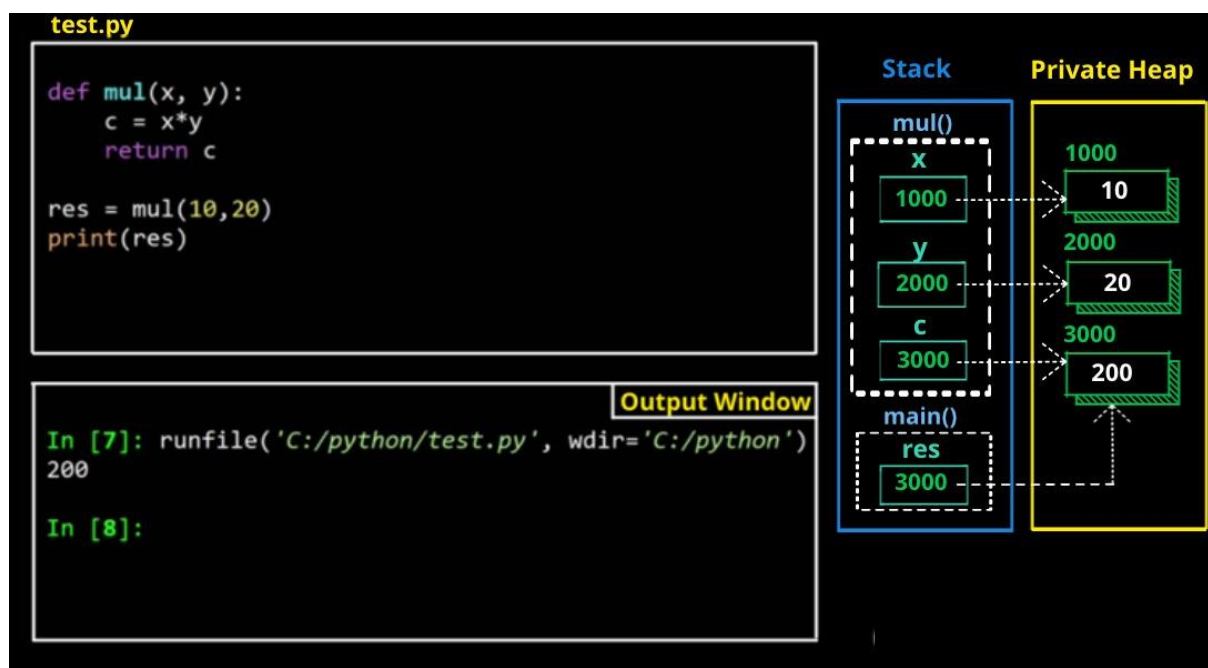 test.py
def mul(x, y):
    c = x*y
    return c
res = mul(10,20)
print(res)
Output Window
In [7]: runfile('C:/python/test.py', wdir='C:/python')
200
In [8]:
Stack
mul()
x
1000
y
2000
c
3000
main()
res
3000
Private Heap
1000
10
2000
20
3000
200